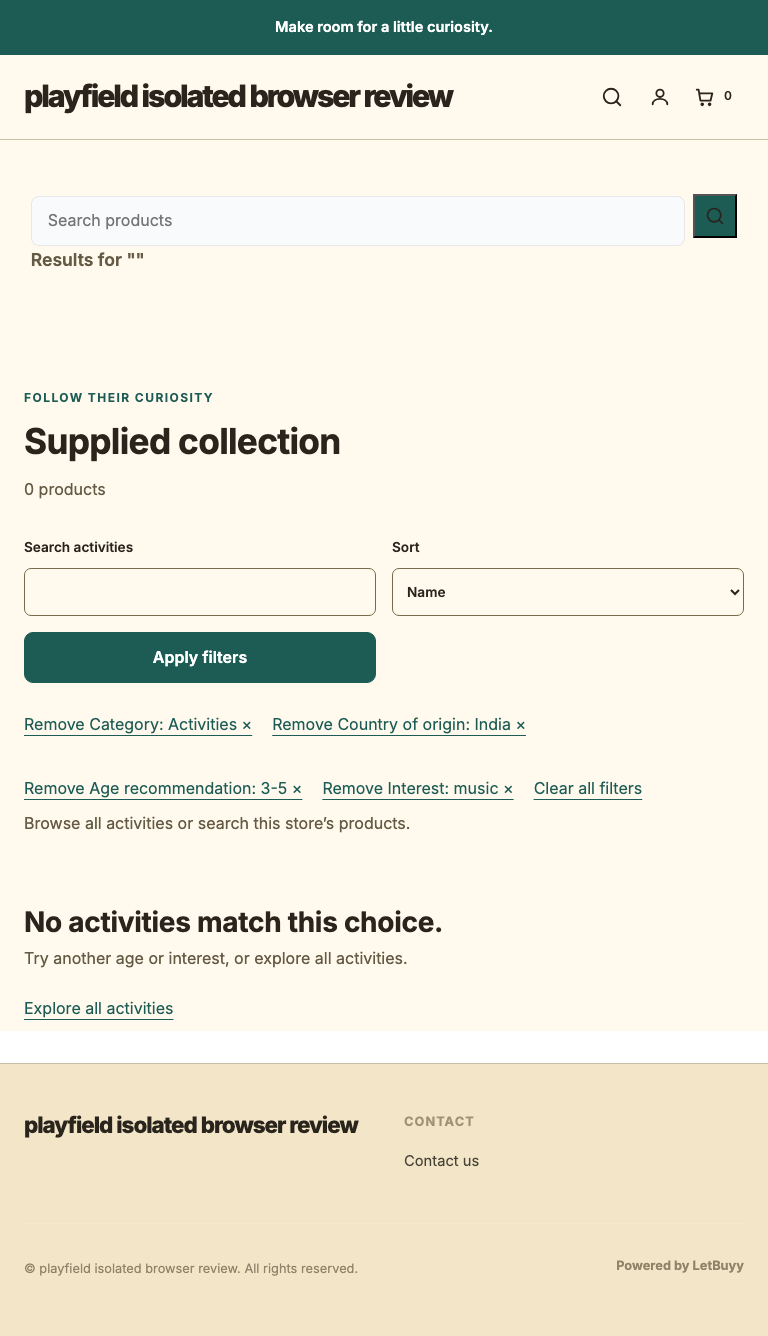 Make room for a little curiosity.
playfield isolated browser review
0
Search products
Results for ""
FOLLOW THEIR CURIOSITY
Supplied collection
0 products
Search activities
Sort
Name
Apply filters
Remove Category: Activities × Remove Country of origin: India ×
Remove Age recommendation: 3-5 × Remove Interest: music × Clear all filters
Browse all activities or search this store’s products.
No activities match this choice.
Try another age or interest, or explore all activities.
Explore all activities
playfield isolated browser review
CONTACT
Contact us
© playfield isolated browser review. All rights reserved.
Powered by LetBuyy